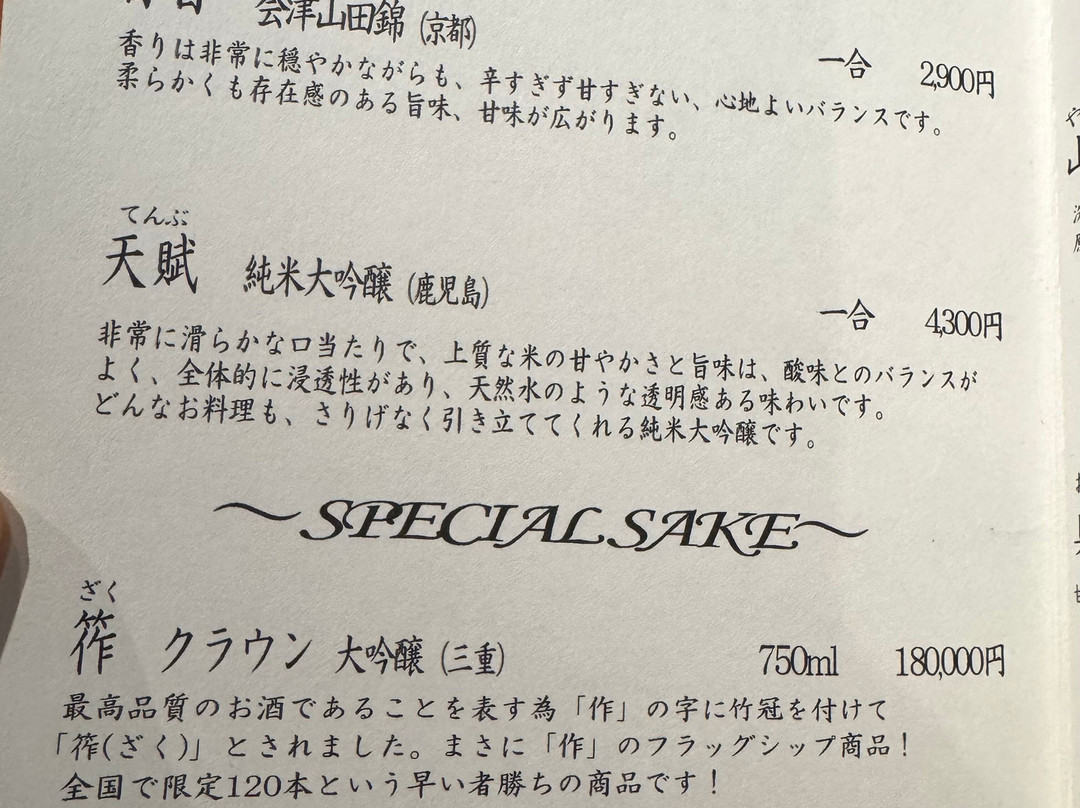 会津山田錦 (京都)
一合 2,900円
香りは非常に穏やかながらも、辛すぎず甘すぎない、心地よいバランスです。
柔らかくも存在感のある旨味、甘味が広がります。
てんぶ
天賦 純米大吟醸 (鹿児島)
一合 4,300円
非常に滑らかな口当たりで、上質な米の甘やかさと旨味は、酸味とのバランスが
よく、全体的に浸透性があり、天然水のような透明感ある味わいです。
どんなお料理も、さりげなく引き立ててくれる純米大吟醸です。
～SPECIAL SAKE～
ざく
筰 クラウン 大吟醸 (三重) 750ml 180,000円
最高品質のお酒であることを表す為「作」の字に竹冠を付けて
「筰(ざく)」とされました。まさに「作」のフラッグシップ商品！
全国で限定120本という早い者勝ちの商品です！